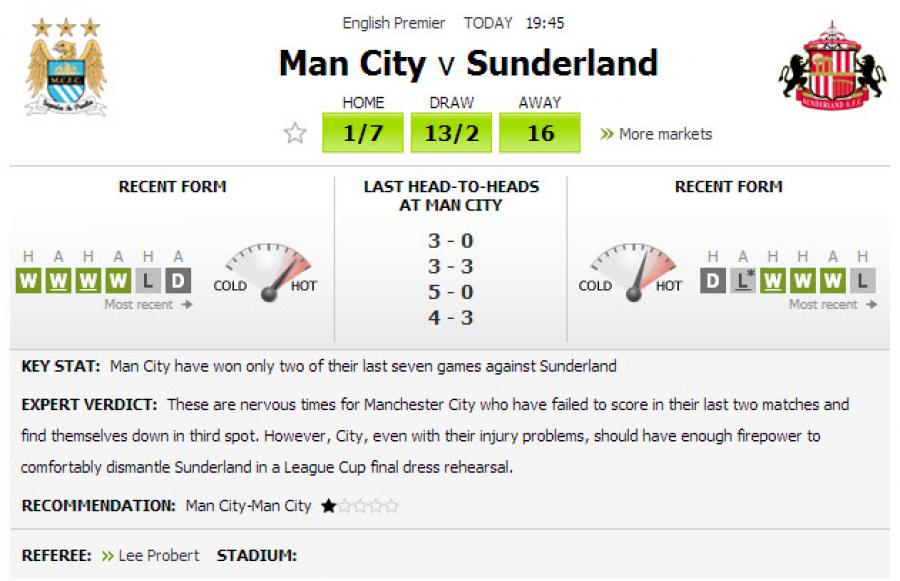 English Premier TODAY 19:45
Man City v Sunderland
HOME DRAW AWAY
1/7 13/2 16 » More markets
M.C.F.C.
SUNDERLAND A.F.C.
RECENT FORM
H A H A H A
W W W W L D
COLD HOT
Most recent
LAST HEAD-TO-HEADS
AT MAN CITY
3 - 0
3 - 3
5 - 0
4 - 3
RECENT FORM
COLD HOT
H A H H A H
D L* W W W L
Most recent
KEY STAT: Man City have won only two of their last seven games against Sunderland
EXPERT VERDICT: These are nervous times for Manchester City who have failed to score in their last two matches and
find themselves down in third spot. However, City, even with their injury problems, should have enough firepower to
comfortably dismantle Sunderland in a League Cup final dress rehearsal.
RECOMMENDATION: Man City-Man City
REFEREE: » Lee Probert STADIUM: